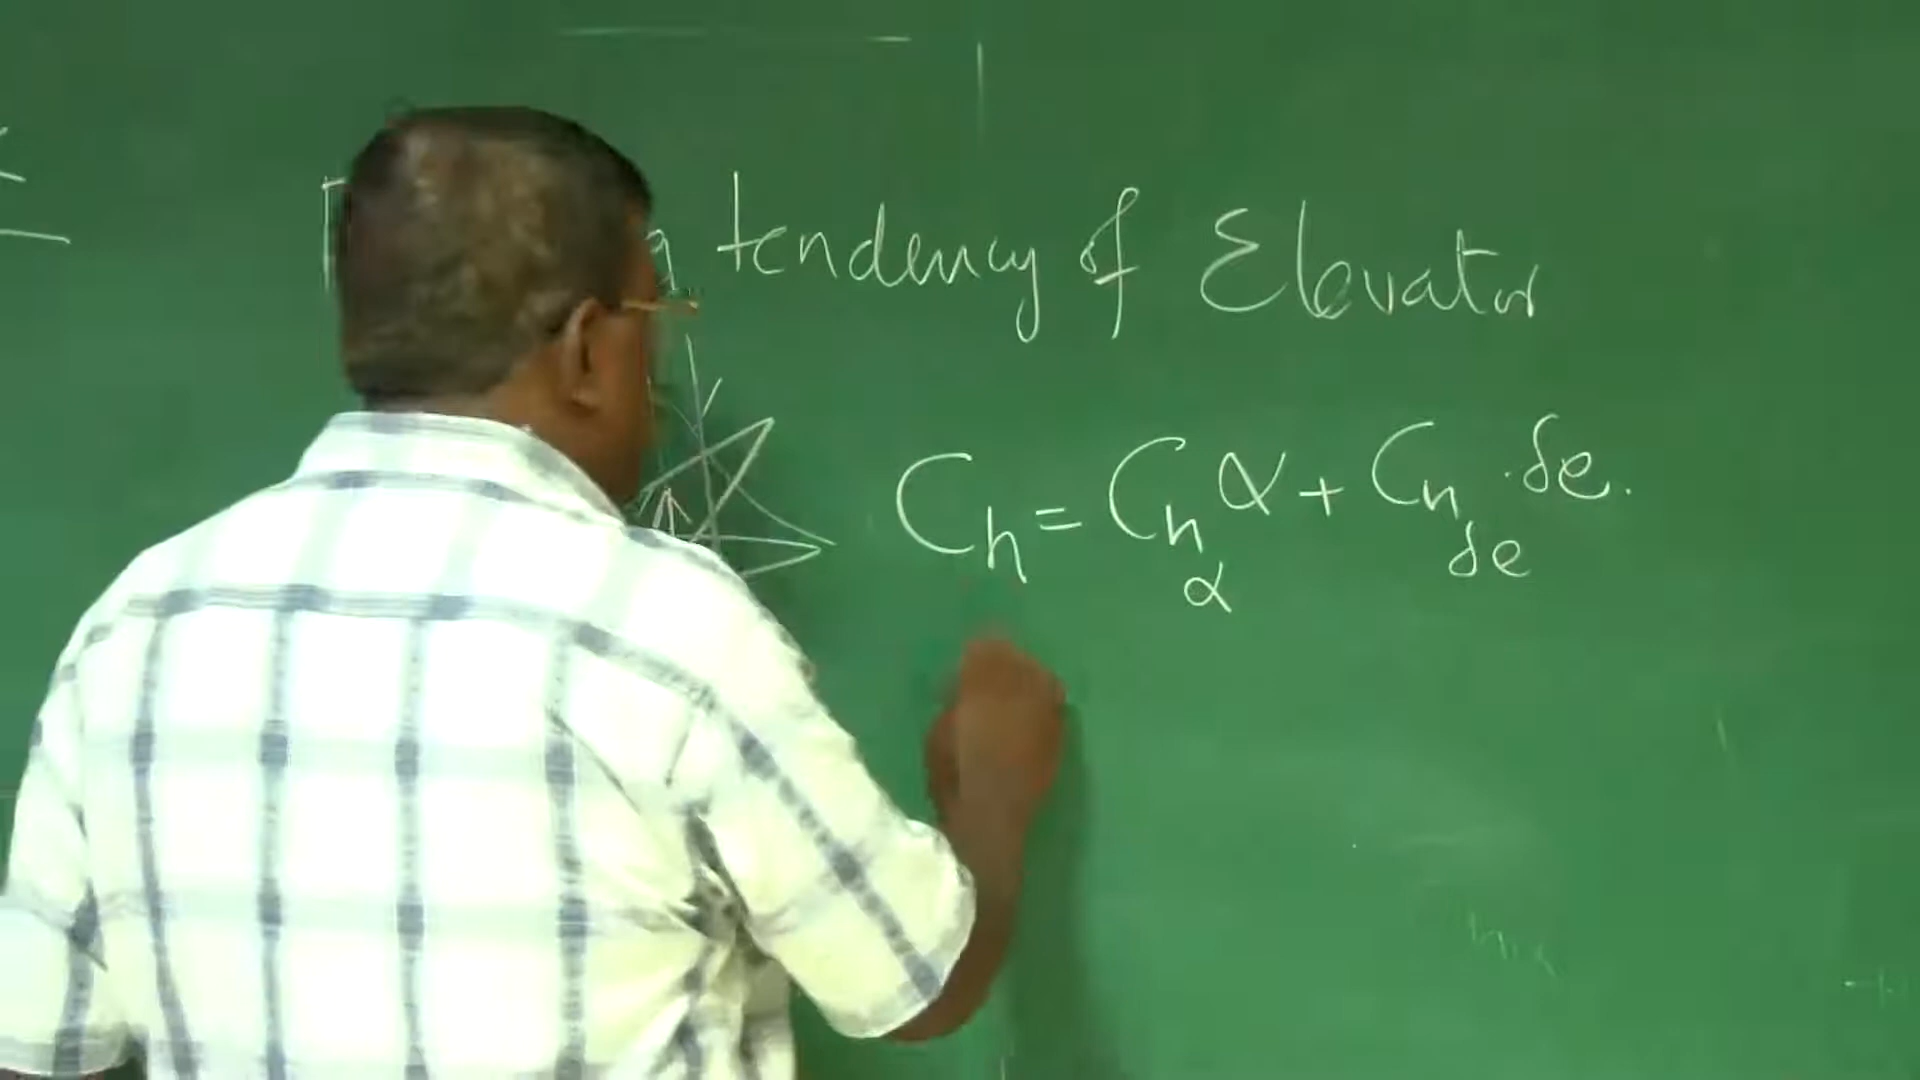 tendency of Elevator
Ch = Chα α + Chδe · δe.